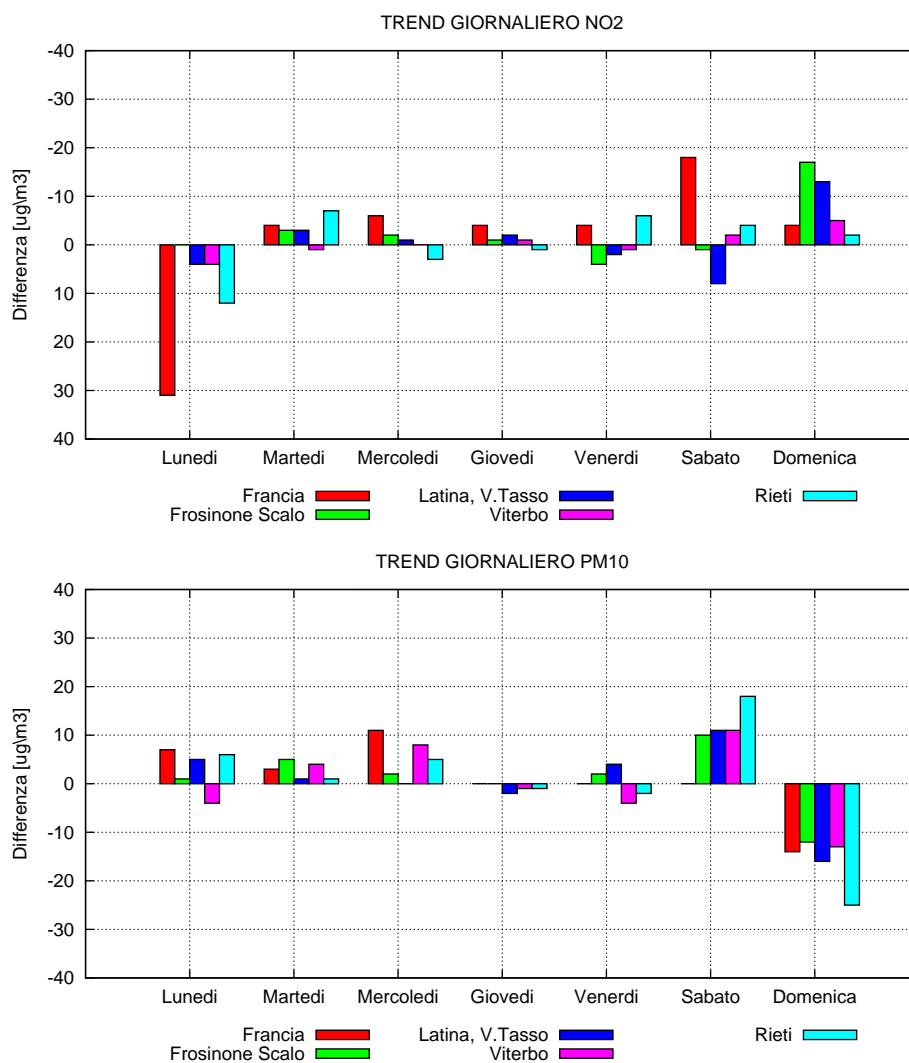 TREND GIORNALIERO NO2
-40
-30
-20
-10
0
10
20
30
40
Differenza [ug\m3]
Lunedi Martedi Mercoledi Giovedi Venerdi Sabato Domenica
Francia Latina, V.Tasso Rieti
Frosinone Scalo Viterbo
TREND GIORNALIERO PM10
40
30
20
10
0
-10
-20
-30
-40
Differenza [ug\m3]
Lunedi Martedi Mercoledi Giovedi Venerdi Sabato Domenica
Francia Latina, V.Tasso Rieti
Frosinone Scalo Viterbo